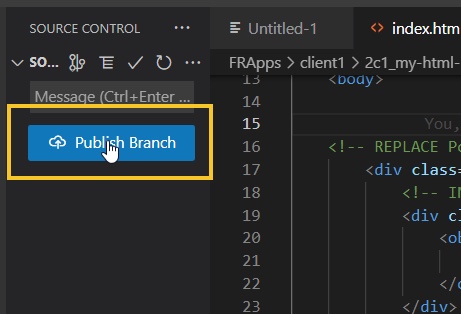 SOURCE CONTROL ...
SO... ...
Message (Ctrl+Enter ...
Publish Branch
Untitled-1
<> index.htm
FRApps > client1 > 2c1_my-html-
13 <body>
14
15 You,
16 <!-- REPLACE Po
17 <div class=
18 <!-- IN
19 <div cl
20 <ob
21
22 </o
23 </div>